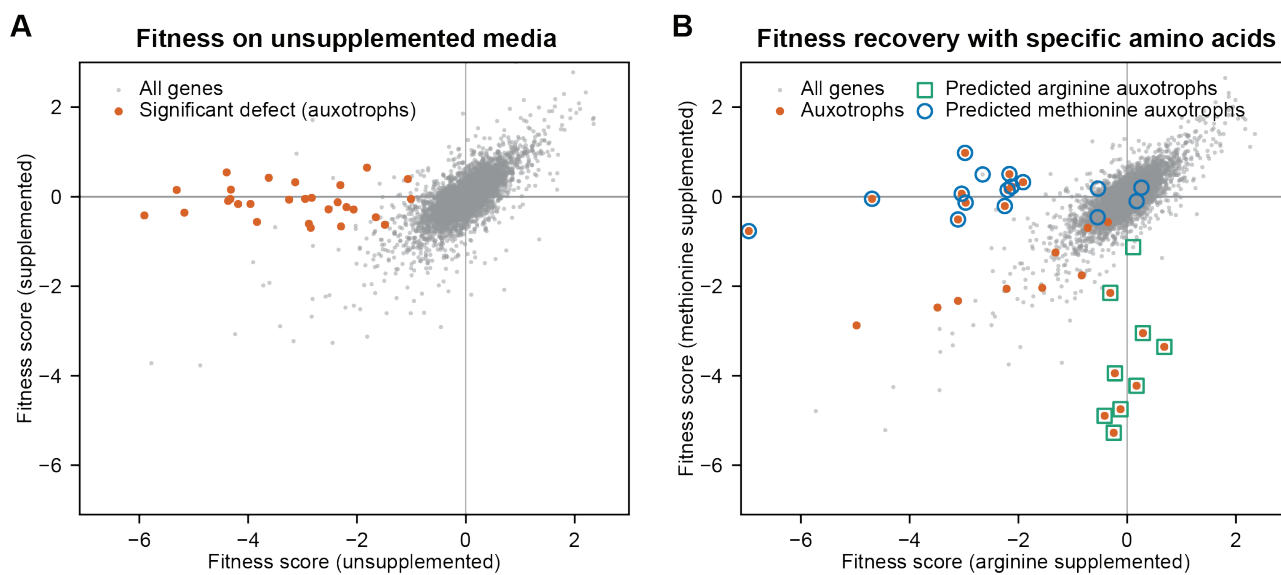 A
Fitness on unsupplemented media
All genes
Significant defect (auxotrophs)
2
0
−2
−4
−6
Fitness score (supplemented)
−6
−4
−2
0
2
Fitness score (unsupplemented)
B
Fitness recovery with specific amino acids
All genes
Auxotrophs
Predicted arginine auxotrophs
Predicted methionine auxotrophs
2
0
−2
−4
−6
Fitness score (methionine supplemented)
−6
−4
−2
0
2
Fitness score (arginine supplemented)